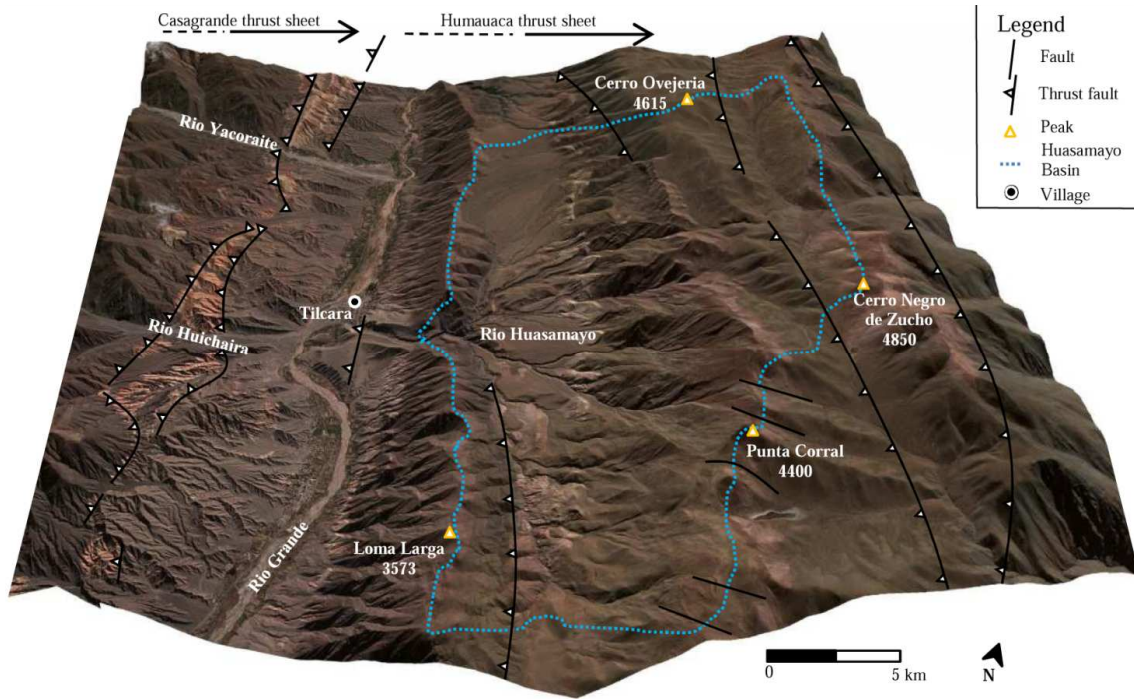 Casagrande thrust sheet
Humauaca thrust sheet
Legend
Fault
Thrust fault
Peak
Huasamayo
Basin
Village
Cerro Ovejeria
4615
Rio Yacoraite
Cerro Negro
de Zucho
4850
Tilcara
Rio Huichaira
Rio Huasamayo
Punta Corral
4400
Loma Larga
3573
Rio Grande
0
5 km
N